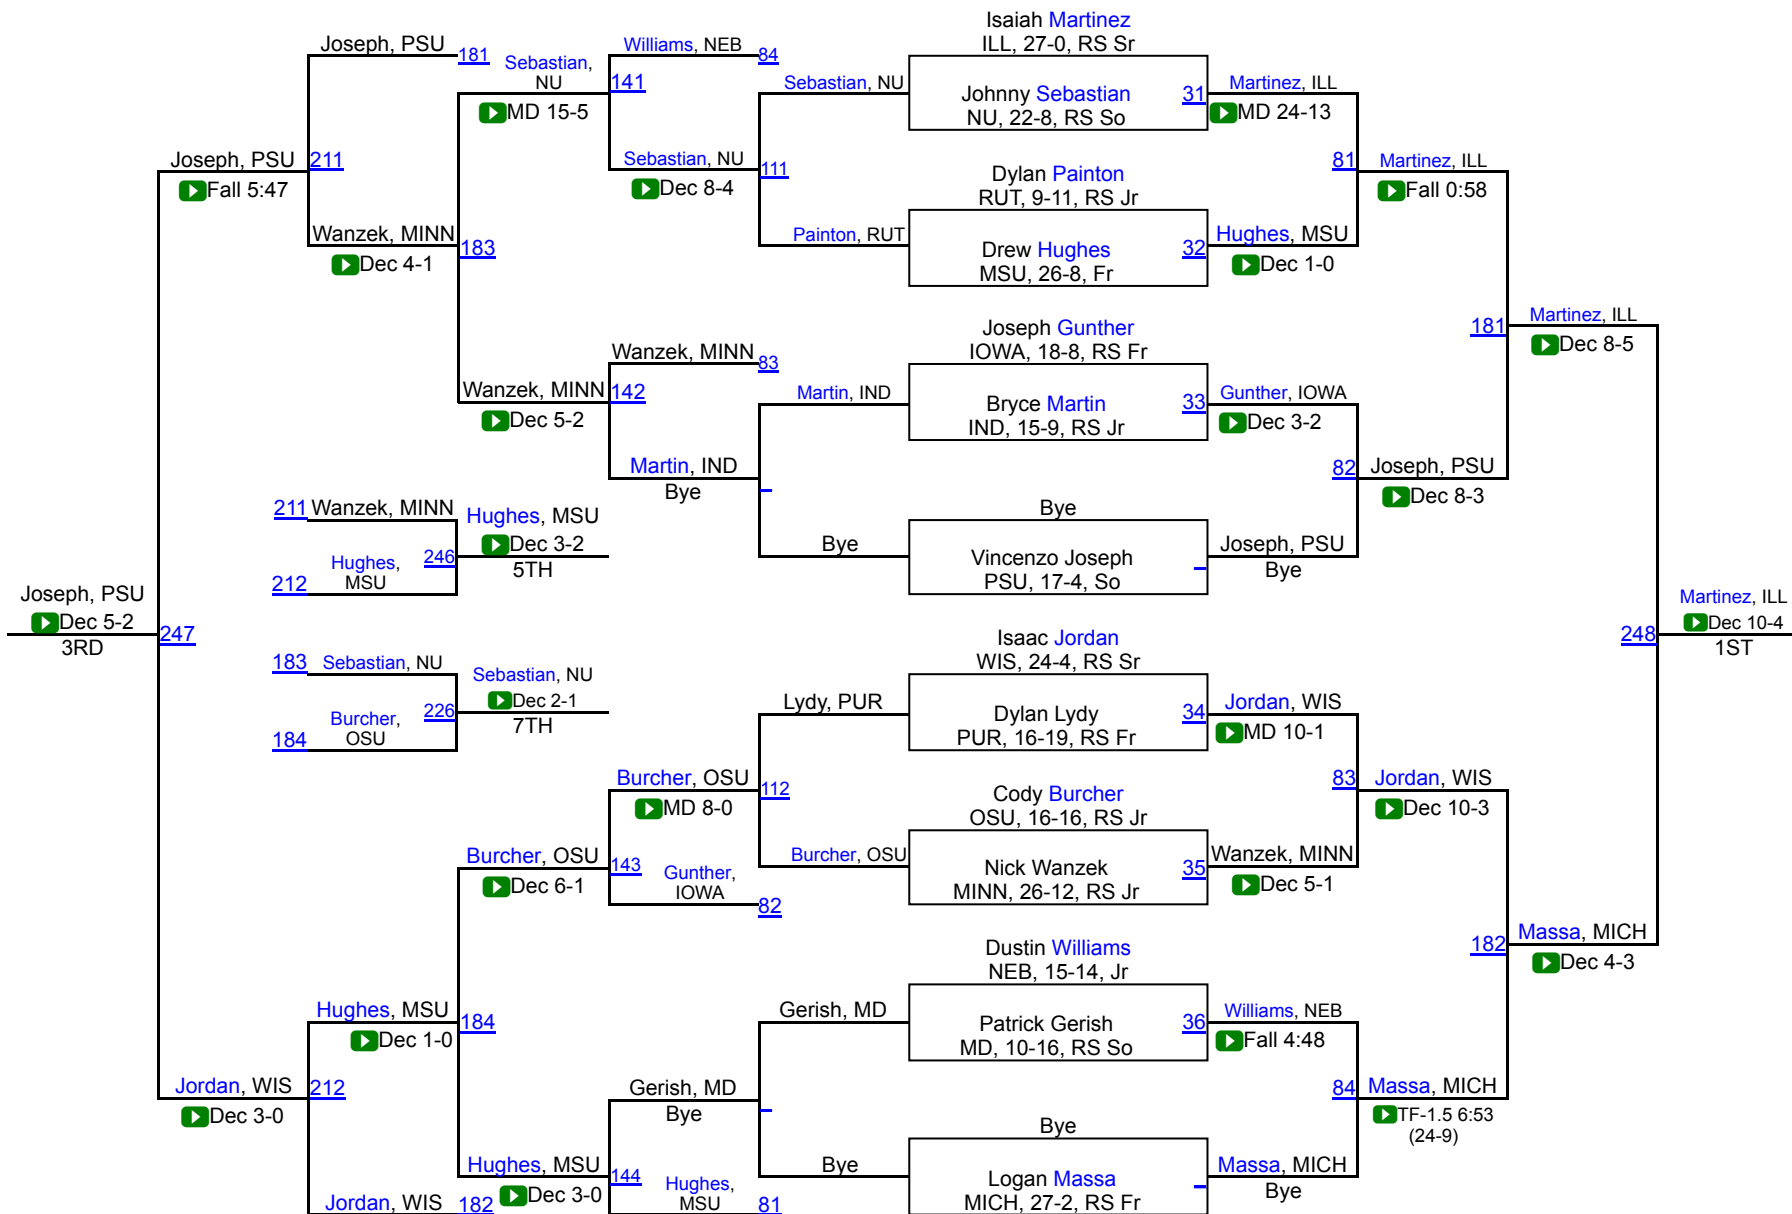 Isaiah Martinez
ILL, 27-0, RS Sr
Joseph, PSU
181
Sebastian,
NU
MD 15-5
141
Williams, NEB
84
Sebastian, NU
Johnny Sebastian
NU, 22-8, RS So
31
Martinez, ILL
MD 24-13
Joseph, PSU
Fall 5:47
211
Sebastian, NU
Dec 8-4
111
Dylan Painton
RUT, 9-11, RS Jr
81
Martinez, ILL
Fall 0:58
Wanzek, MINN
Dec 4-1
183
Painton, RUT
Drew Hughes
MSU, 26-8, Fr
32
Hughes, MSU
Dec 1-0
Joseph Gunther
IOWA, 18-8, RS Fr
181
Martinez, ILL
Dec 8-5
Wanzek, MINN
83
Wanzek, MINN
Dec 5-2
142
Martin, IND
Bryce Martin
IND, 15-9, RS Jr
33
Gunther, IOWA
Dec 3-2
Martin, IND
Bye
82
Joseph, PSU
Dec 8-3
211
Wanzek, MINN
Hughes, MSU
Dec 3-2
5TH
Bye
Bye
Hughes,
MSU
246
212
Vincenzo Joseph
PSU, 17-4, So
Joseph, PSU
Bye
Joseph, PSU
Dec 5-2
3RD
247
Martinez, ILL
Dec 10-4
1ST
248
Isaac Jordan
WIS, 24-4, RS Sr
183
Sebastian, NU
Sebastian, NU
Dec 2-1
7TH
Burcher,
OSU
226
184
Lydy, PUR
Dylan Lydy
PUR, 16-19, RS Fr
34
Jordan, WIS
MD 10-1
Burcher, OSU
MD 8-0
112
Cody Burcher
OSU, 16-16, RS Jr
83
Jordan, WIS
Dec 10-3
Burcher, OSU
Dec 6-1
143
Gunther,
IOWA
82
Burcher, OSU
Nick Wanzek
MINN, 26-12, RS Jr
35
Wanzek, MINN
Dec 5-1
Dustin Williams
NEB, 15-14, Jr
182
Massa, MICH
Dec 4-3
Hughes, MSU
Dec 1-0
184
Gerish, MD
Patrick Gerish
MD, 10-16, RS So
36
Williams, NEB
Fall 4:48
Jordan, WIS
Dec 3-0
212
Gerish, MD
Bye
84
Massa, MICH
TF-1.5 6:53
(24-9)
Bye
Hughes, MSU
Dec 3-0
144
Hughes,
MSU
81
Bye
Logan Massa
MICH, 27-2, RS Fr
Massa, MICH
Bye
Jordan, WIS
182